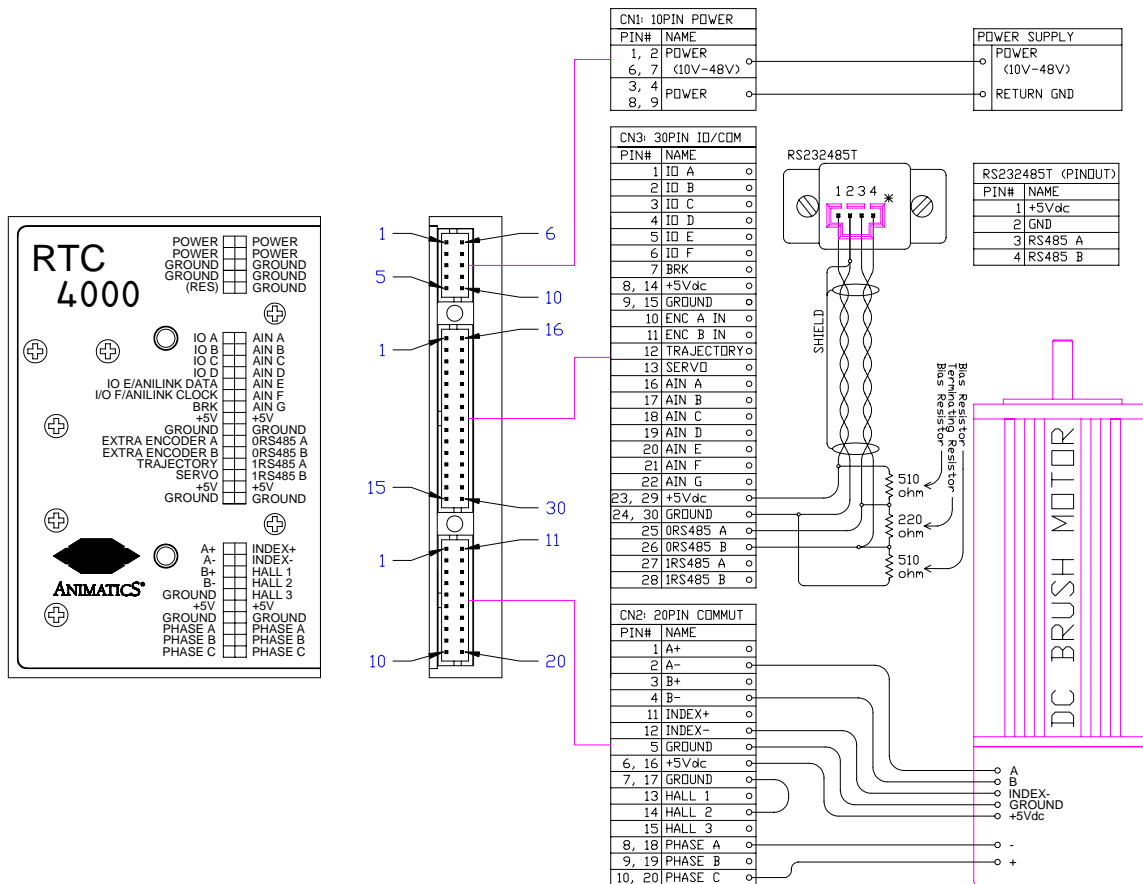 RTC
4000
POWER POWER
POWER POWER
GROUND GROUND
GROUND GROUND
(RES) GROUND
IO A AIN A
IO B AIN B
IO C AIN C
IO D AIN D
IO E/ANILINK DATA AIN E
I/O F/ANILINK CLOCK AIN F
BRK AIN G
+5V +5V
GROUND GROUND
EXTRA ENCODER A 0RS485 A
EXTRA ENCODER B 0RS485 B
TRAJECTORY 1RS485 A
SERVO 1RS485 B
+5V +5V
GROUND GROUND
A+ INDEX+
A- INDEX-
B+ HALL 1
B- HALL 2
GROUND HALL 3
+5V +5V
GROUND GROUND
PHASE A PHASE A
PHASE B PHASE B
PHASE C PHASE C
ANIMATICS®
1 6
5 10
1 16
15 30
1 11
10 20
CN1: 10PIN POWER
PIN# NAME
1, 2 POWER
6, 7 (10V-48V)
3, 4 POWER
8, 9
POWER SUPPLY
POWER
(10V-48V)
RETURN GND
CN3: 30PIN IO/COM
PIN# NAME
1 IO A
2 IO B
3 IO C
4 IO D
5 IO E
6 IO F
7 BRK
8, 14 +5Vdc
9, 15 GROUND
10 ENC A IN
11 ENC B IN
12 TRAJECTORY
13 SERVO
16 AIN A
17 AIN B
18 AIN C
19 AIN D
20 AIN E
21 AIN F
22 AIN G
23, 29 +5Vdc
24, 30 GROUND
25 0RS485 A
26 0RS485 B
27 1RS485 A
28 1RS485 B
RS232485T
1 2 3 4 *
SHIELD
RS232485T (PINOUT)
PIN# NAME
1 +5Vdc
2 GND
3 RS485 A
4 RS485 B
Bias Resistor
Terminating Resistor
Bias Resistor
510
ohm
220
ohm
510
ohm
CN2: 20PIN COMMUT
PIN# NAME
1 A+
2 A-
3 B+
4 B-
11 INDEX+
12 INDEX-
5 GROUND
6, 16 +5Vdc
7, 17 GROUND
13 HALL 1
14 HALL 2
15 HALL 3
8, 18 PHASE A
9, 19 PHASE B
10, 20 PHASE C
DC BRUSH MOTOR
A
B
INDEX-
GROUND
+5Vdc
-
+